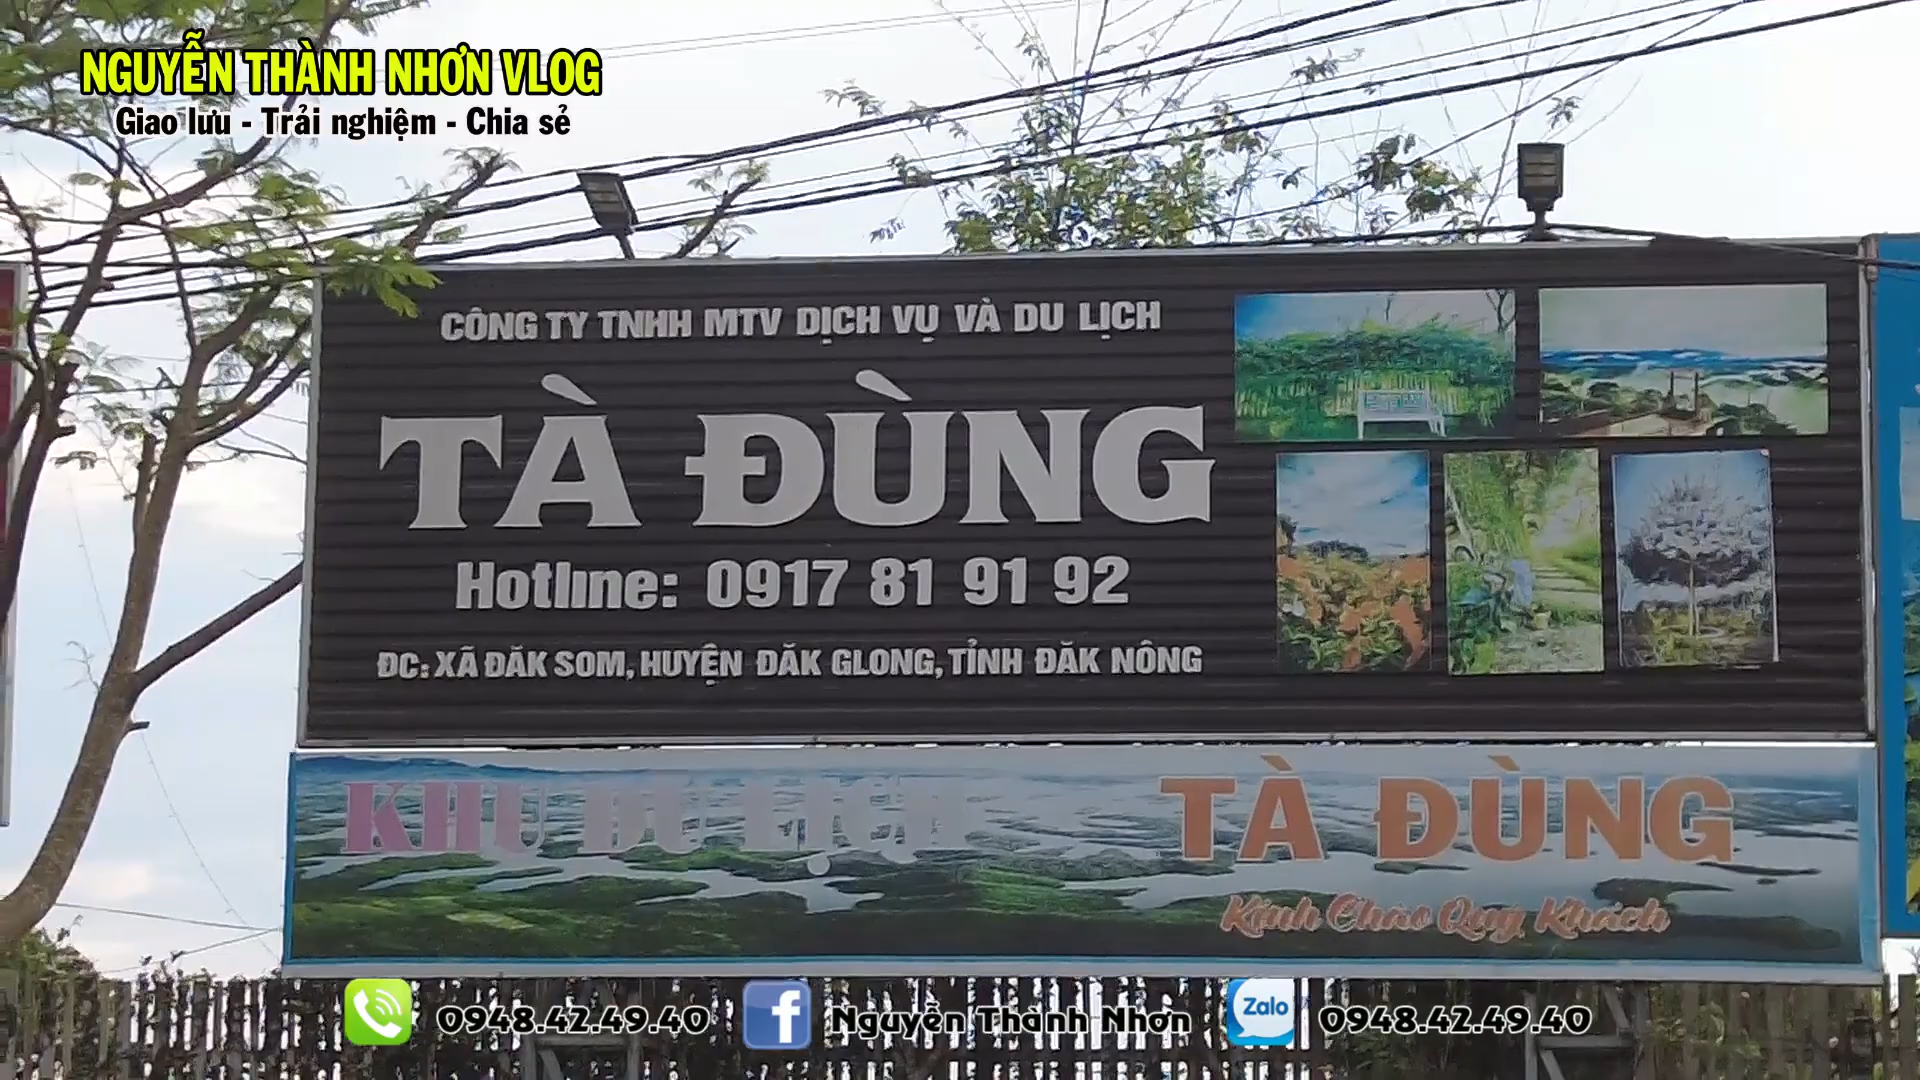 NGUYỄN THÀNH NHƠN VLOG
Giao lưu - Trải nghiệm - Chia sẻ
CÔNG TY TNHH MTV DỊCH VỤ VÀ DU LỊCH
TÀ ĐÙNG
Hotline: 0917 81 91 92
ĐC: XÃ ĐĂK SOM, HUYỆN ĐĂK GLONG, TỈNH ĐĂK NÔNG
KHU DU LỊCH TÀ ĐÙNG
Kính Chào Quý Khách
0948.42.49.40 f Nguyễn Thành Nhơn Zalo 0948.42.49.40